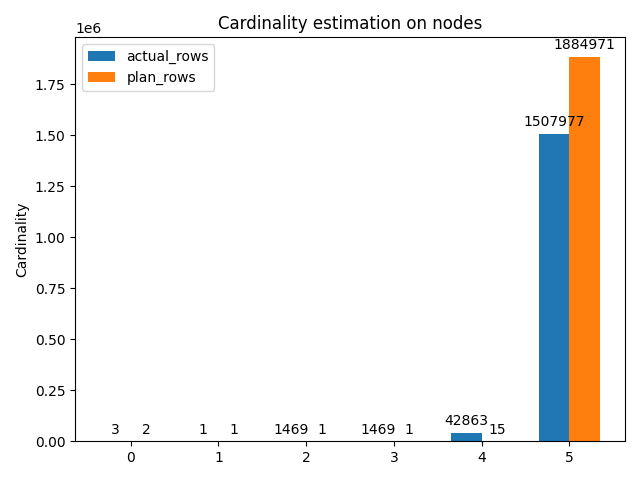 Cardinality estimation on nodes
1e6
actual_rows
plan_rows
Cardinality
1.75
1.50
1.25
1.00
0.75
0.50
0.25
0.00
3 2 1 1 1469 1 1469 1 42863 15 1507977 1884971
0 1 2 3 4 5